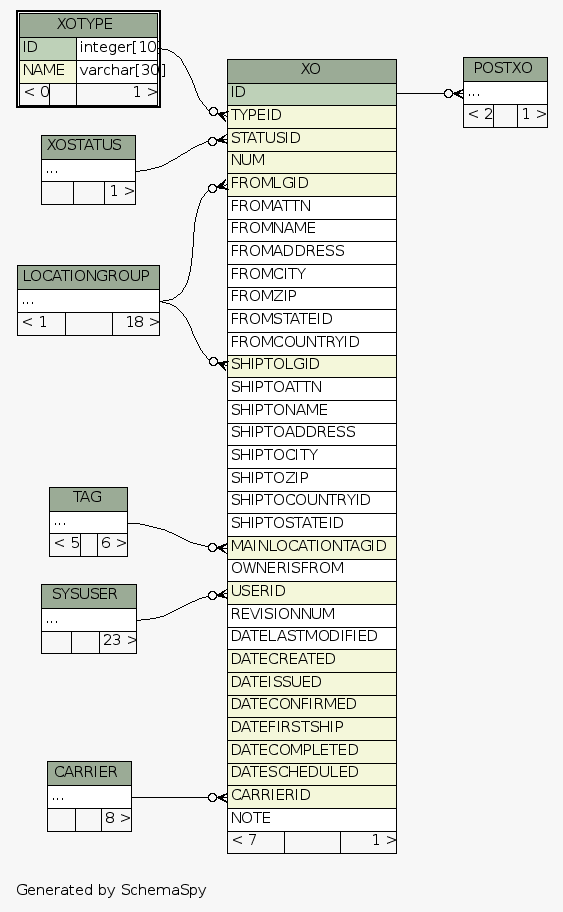 XOTYPE
ID integer[10]
NAME varchar[30]
< 0 1 >
XOSTATUS
...
1 >
LOCATIONGROUP
...
< 1 18 >
TAG
...
< 5 6 >
SYSUSER
...
23 >
CARRIER
...
8 >
XO
ID
TYPEID
STATUSID
NUM
FROMLGID
FROMATTN
FROMNAME
FROMADDRESS
FROMCITY
FROMZIP
FROMSTATEID
FROMCOUNTRYID
SHIPTOLGID
SHIPTOATTN
SHIPTONAME
SHIPTOADDRESS
SHIPTOCITY
SHIPTOZIP
SHIPTOCOUNTRYID
SHIPTOSTATEID
MAINLOCATIONTAGID
OWNERISFROM
USERID
REVISIONNUM
DATELASTMODIFIED
DATECREATED
DATEISSUED
DATECONFIRMED
DATEFIRSTSHIP
DATECOMPLETED
DATESCHEDULED
CARRIERID
NOTE
< 7 1 >
POSTXO
...
< 2 1 >
Generated by SchemaSpy